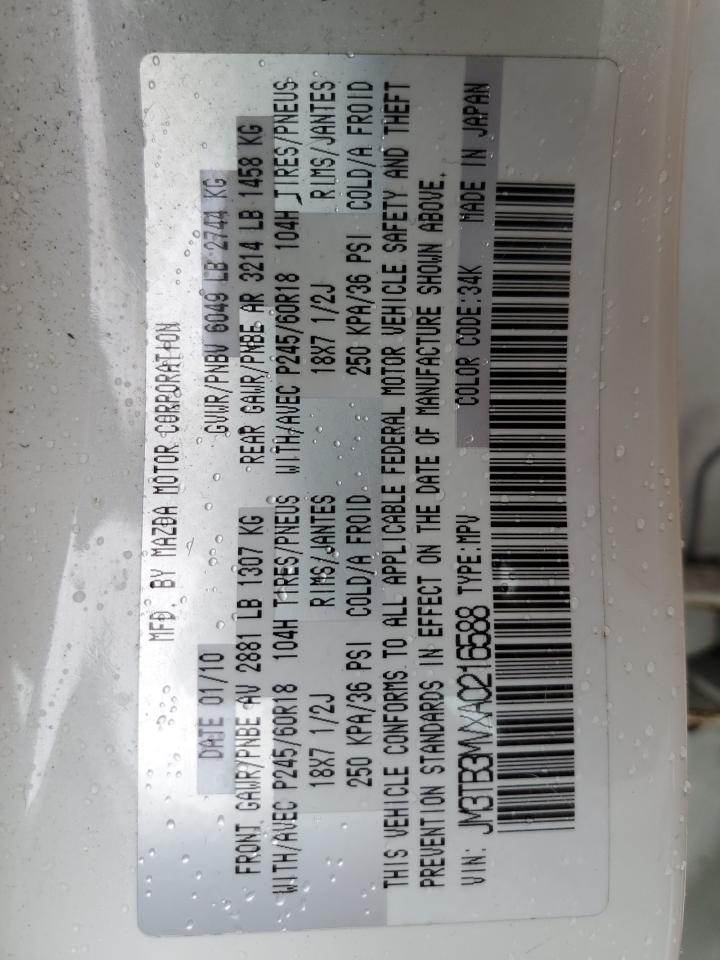 MFD. BY MAZDA MOTOR CORPORATION
DATE 01/10 GVWR/PNBV 6049 LB 2744 KG
FRONT GAWR/PNBE AV 2881 LB 1307 KG REAR GAWR/PNBE AR 3214 LB 1458 KG
WITH/AVEC P245/60R18 104H TIRES/PNEUS WITH/AVEC P245/60R18 104H TIRES/PNEUS
18X7 1/2J RIMS/JANTES 18X7 1/2J RIMS/JANTES
250 KPA/36 PSI COLD/A FROID 250 KPA/36 PSI COLD/A FROID
THIS VEHICLE CONFORMS TO ALL APPLICABLE FEDERAL MOTOR VEHICLE SAFETY AND THEFT
PREVENTION STANDARDS IN EFFECT ON THE DATE OF MANUFACTURE SHOWN ABOVE.
VIN: JM3TB3MVXA0216588 TYPE:MPV COLOR CODE:34K MADE IN JAPAN